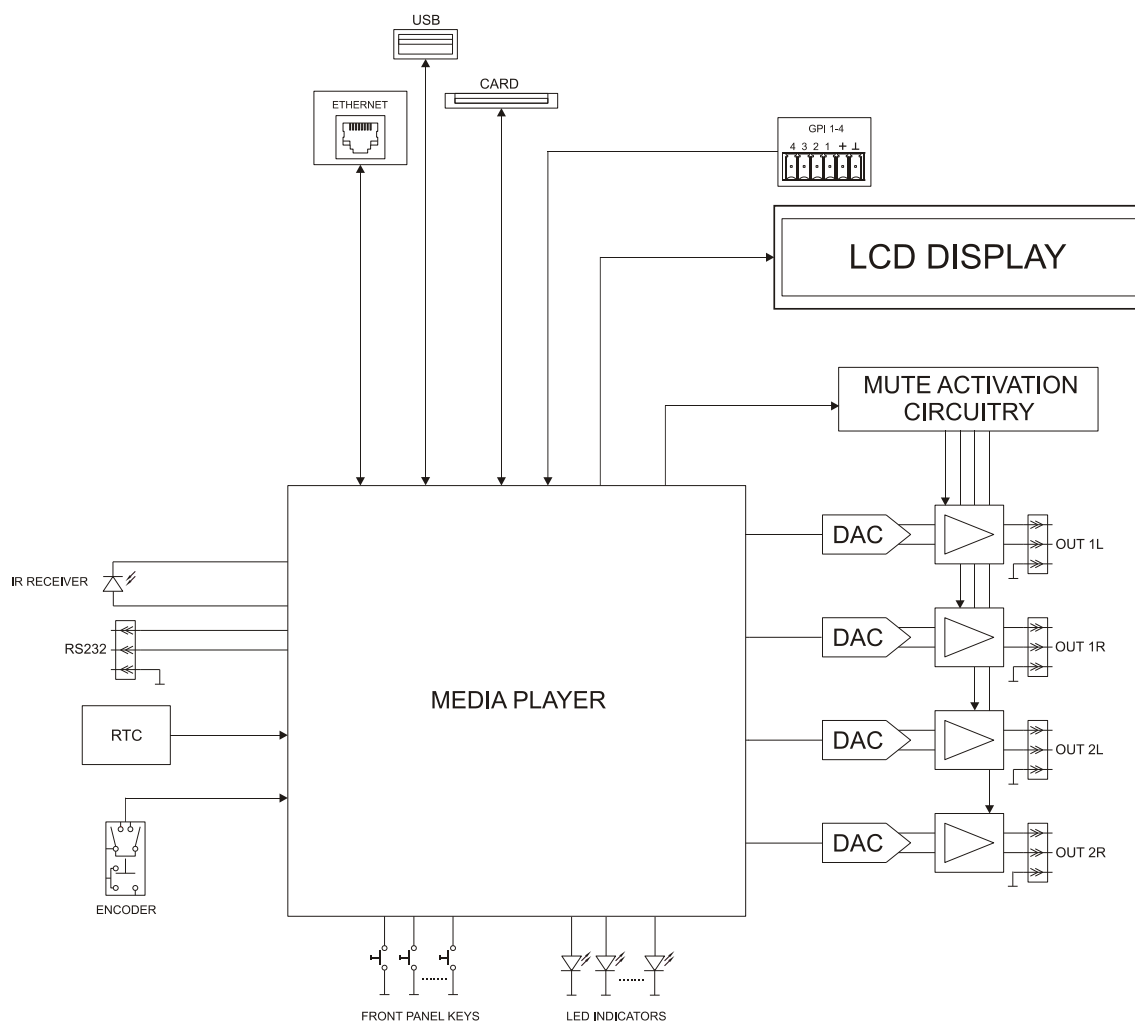 USB
CARD
ETHERNET
GPI 1-4
4 3 2 1 + ⊥
LCD DISPLAY
MUTE ACTIVATION
CIRCUITRY
DAC
OUT 1L
IR RECEIVER
DAC
OUT 1R
RS232
MEDIA PLAYER
RTC
DAC
OUT 2L
DAC
OUT 2R
ENCODER
FRONT PANEL KEYS
LED INDICATORS